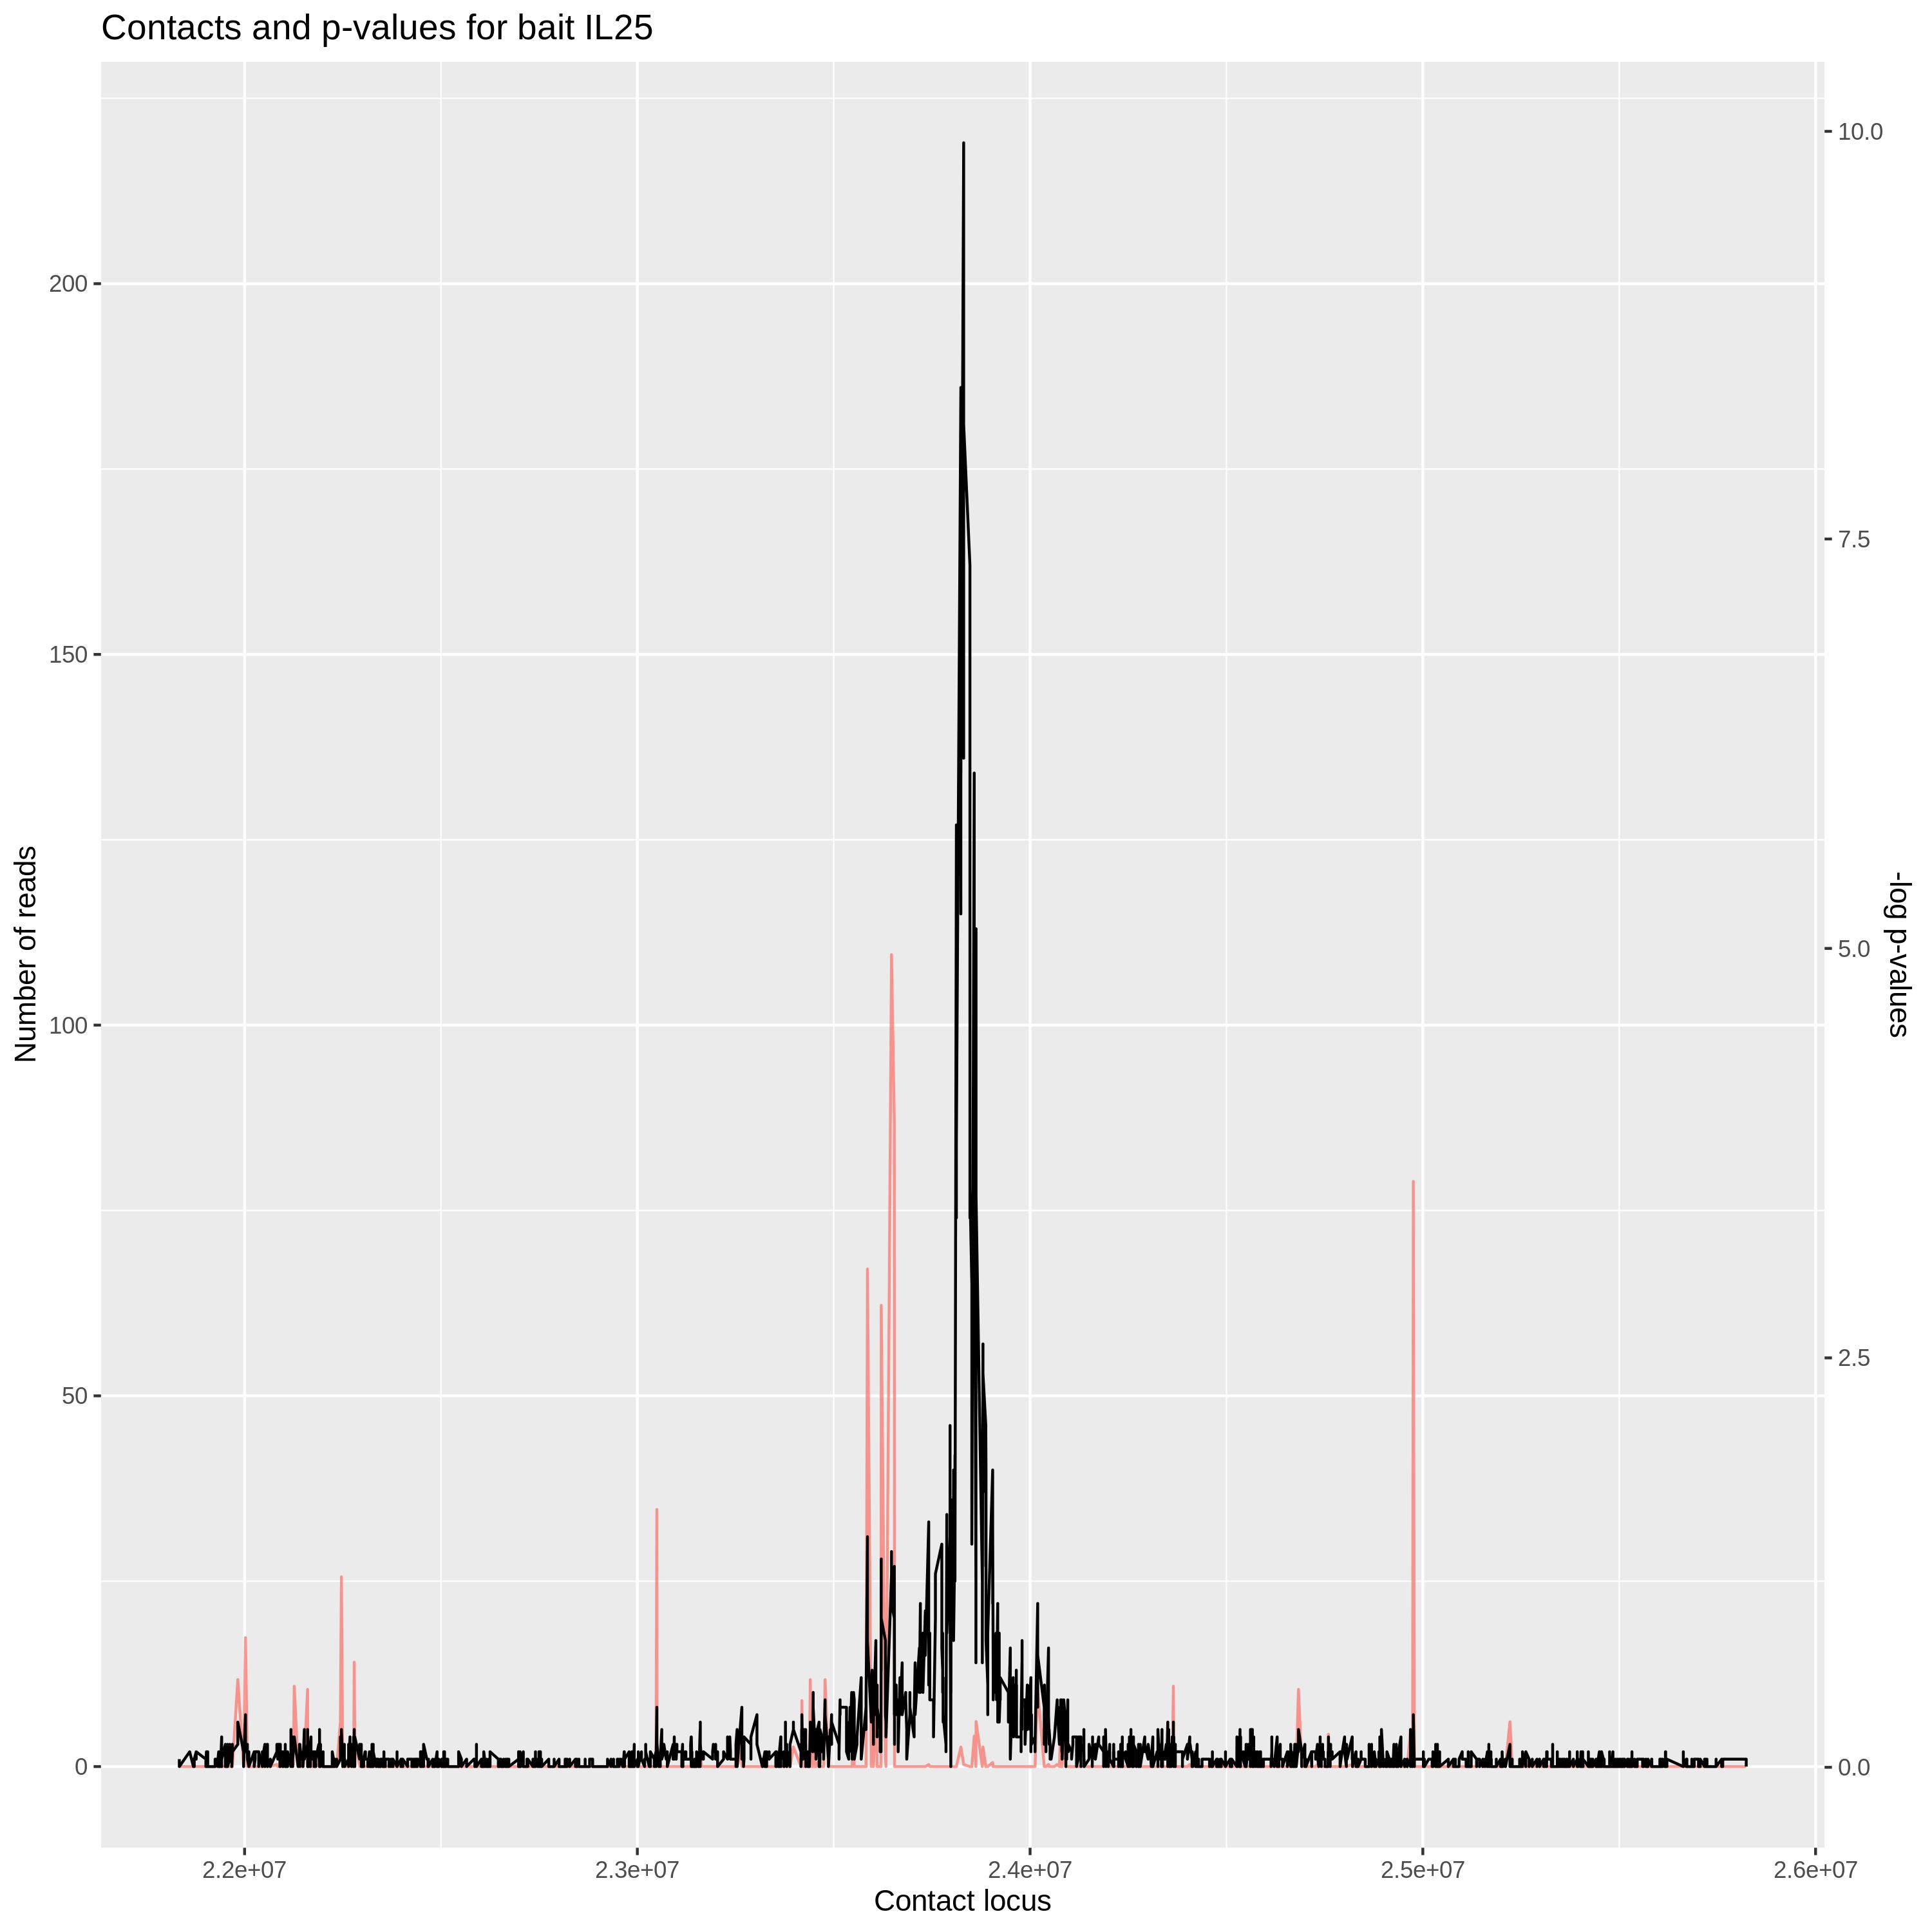 Contacts and p-values for bait IL25
Number of reads
200
150
100
50
0
10.0
7.5
5.0
2.5
0.0
-log p-values
2.2e+07
2.3e+07
2.4e+07
2.5e+07
2.6e+07
Contact locus